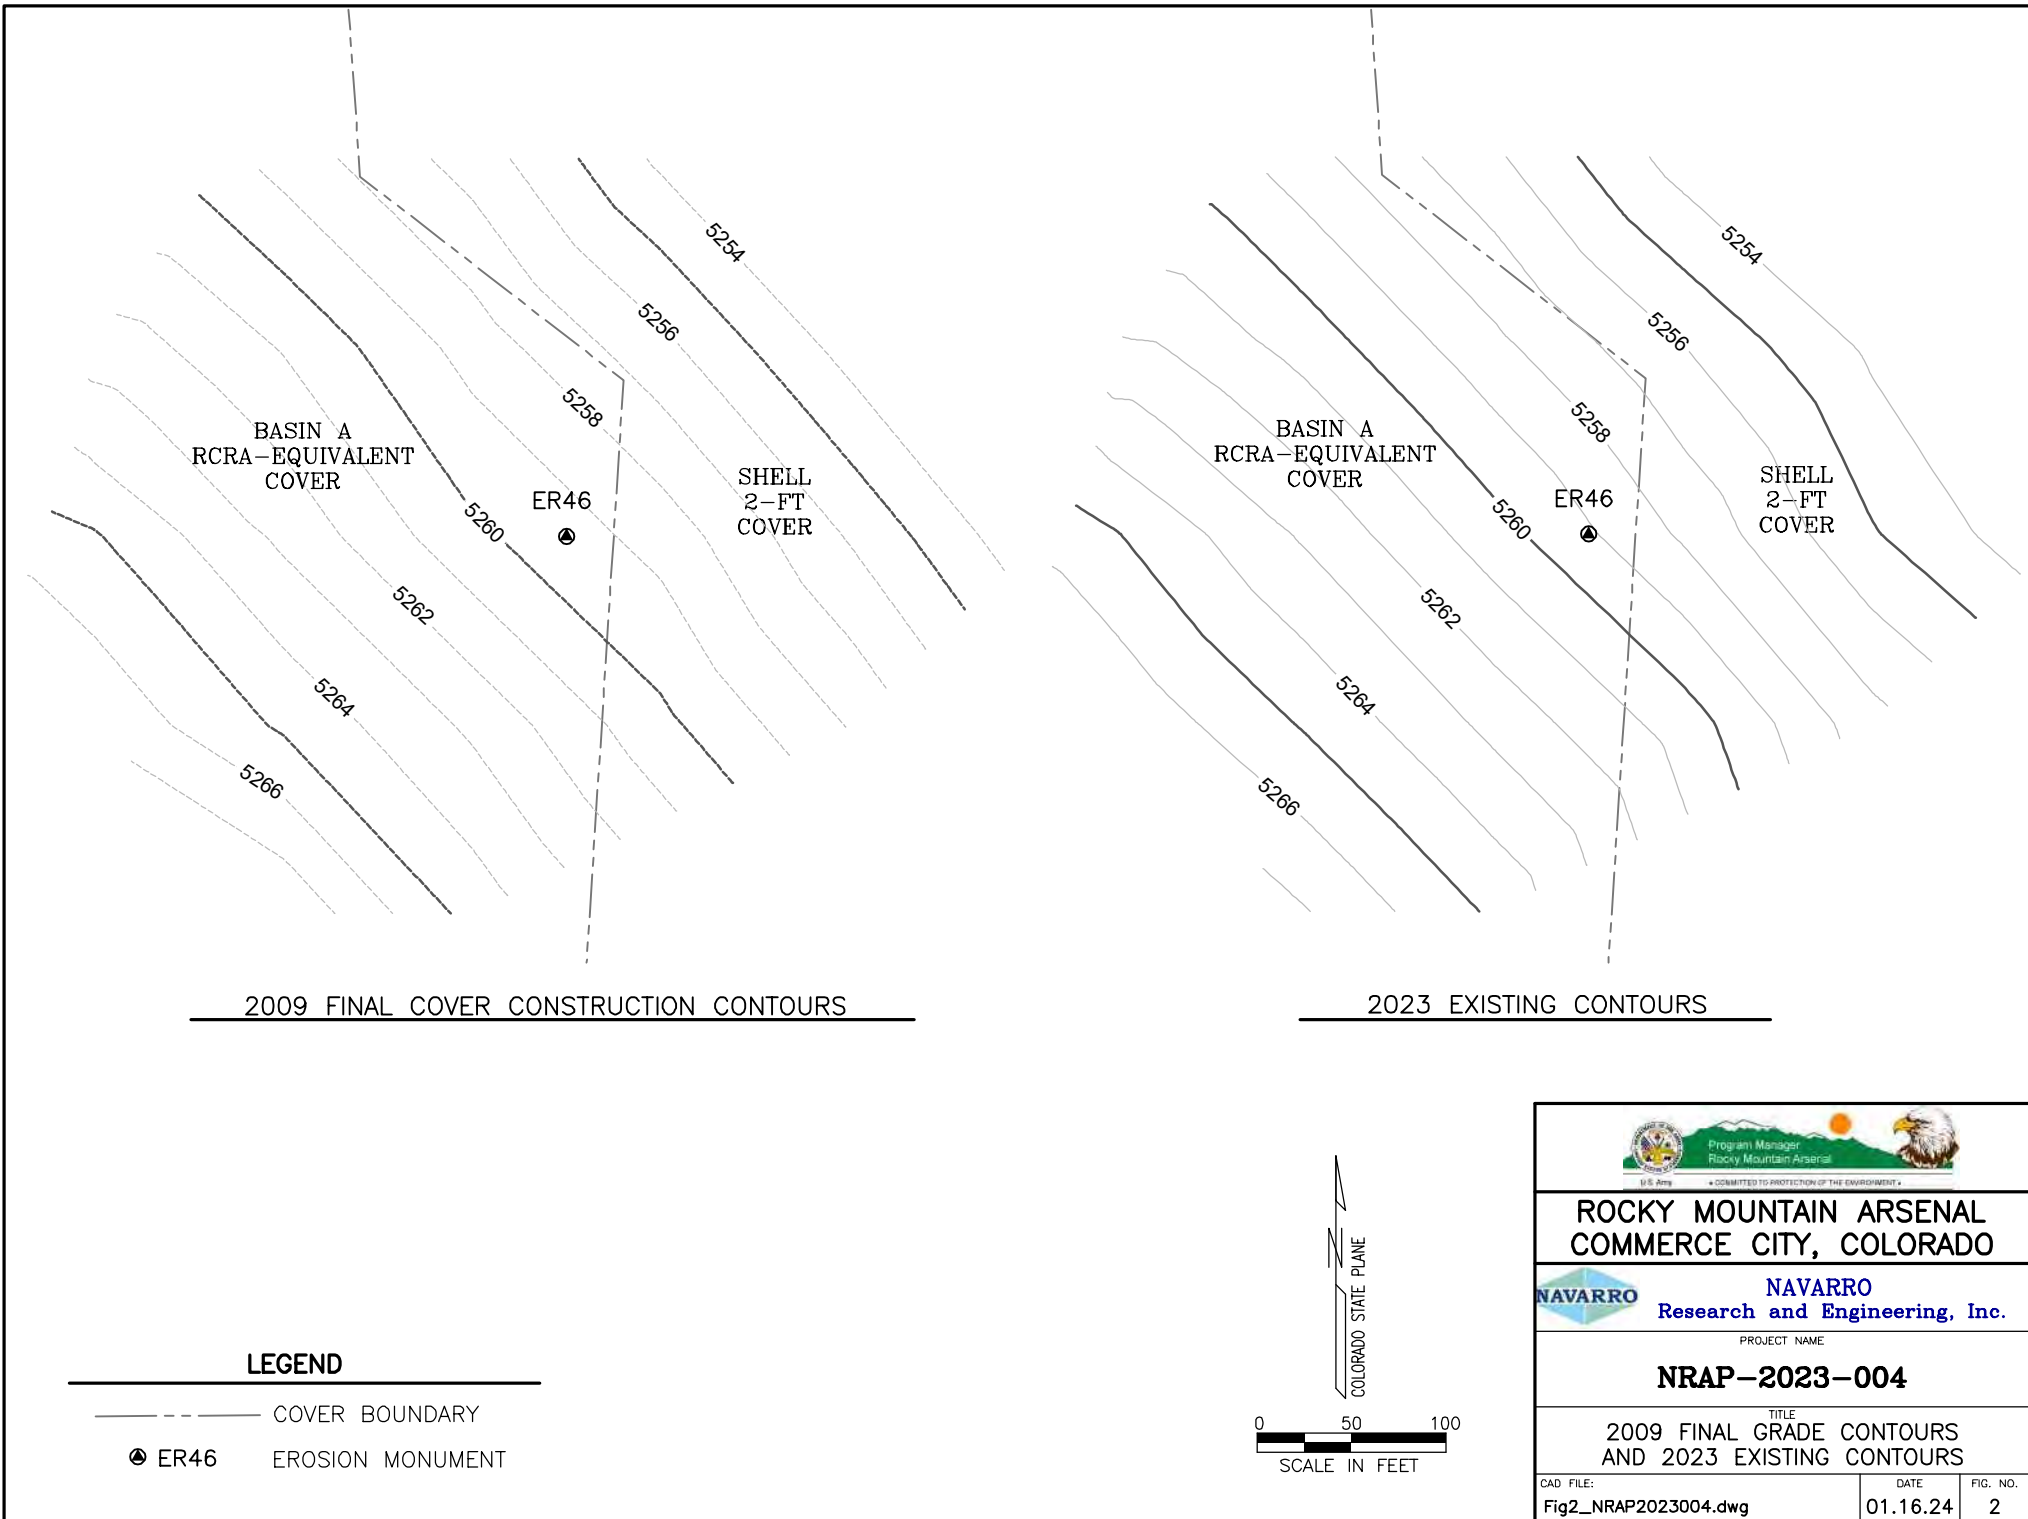 5254
5256
5258
5260
5262
5264
5266
BASIN A
RCRA-EQUIVALENT
COVER
ER46
SHELL
2-FT
COVER
2009 FINAL COVER CONSTRUCTION CONTOURS
5254
5256
5258
5260
5262
5264
5266
BASIN A
RCRA-EQUIVALENT
COVER
ER46
SHELL
2-FT
COVER
2023 EXISTING CONTOURS
LEGEND
COVER BOUNDARY
ER46 EROSION MONUMENT
N
COLORADO STATE PLANE
0 50 100
SCALE IN FEET
Program Manager
Rocky Mountain Arsenal
U.S. Army
COMMITTED TO PROTECTION OF THE ENVIRONMENT
ROCKY MOUNTAIN ARSENAL
COMMERCE CITY, COLORADO
NAVARRO
NAVARRO
Research and Engineering, Inc.
PROJECT NAME
NRAP-2023-004
TITLE
2009 FINAL GRADE CONTOURS
AND 2023 EXISTING CONTOURS
CAD FILE:
Fig2_NRAP2023004.dwg
DATE
01.16.24
FIG. NO.
2